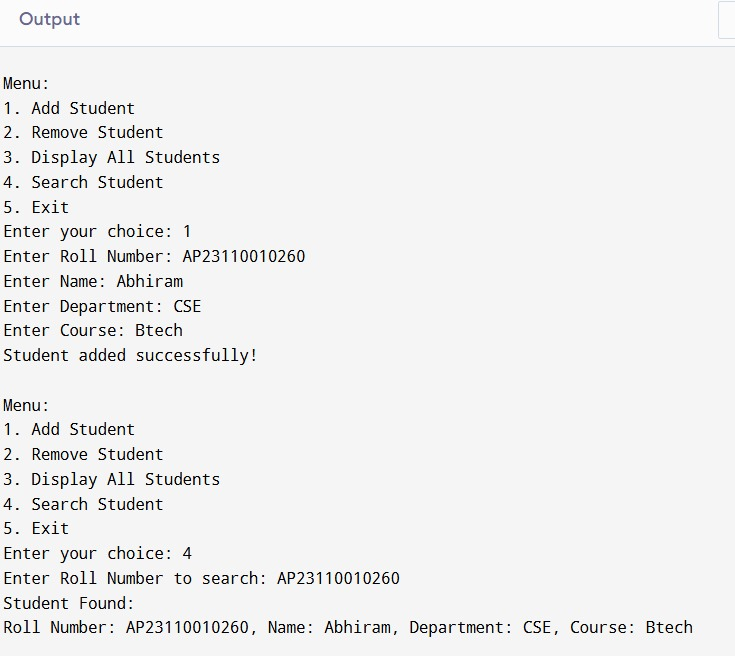 Output
Menu:
1. Add Student
2. Remove Student
3. Display All Students
4. Search Student
5. Exit
Enter your choice: 1
Enter Roll Number: AP23110010260
Enter Name: Abhiram
Enter Department: CSE
Enter Course: Btech
Student added successfully!
Menu:
1. Add Student
2. Remove Student
3. Display All Students
4. Search Student
5. Exit
Enter your choice: 4
Enter Roll Number to search: AP23110010260
Student Found:
Roll Number: AP23110010260, Name: Abhiram, Department: CSE, Course: Btech